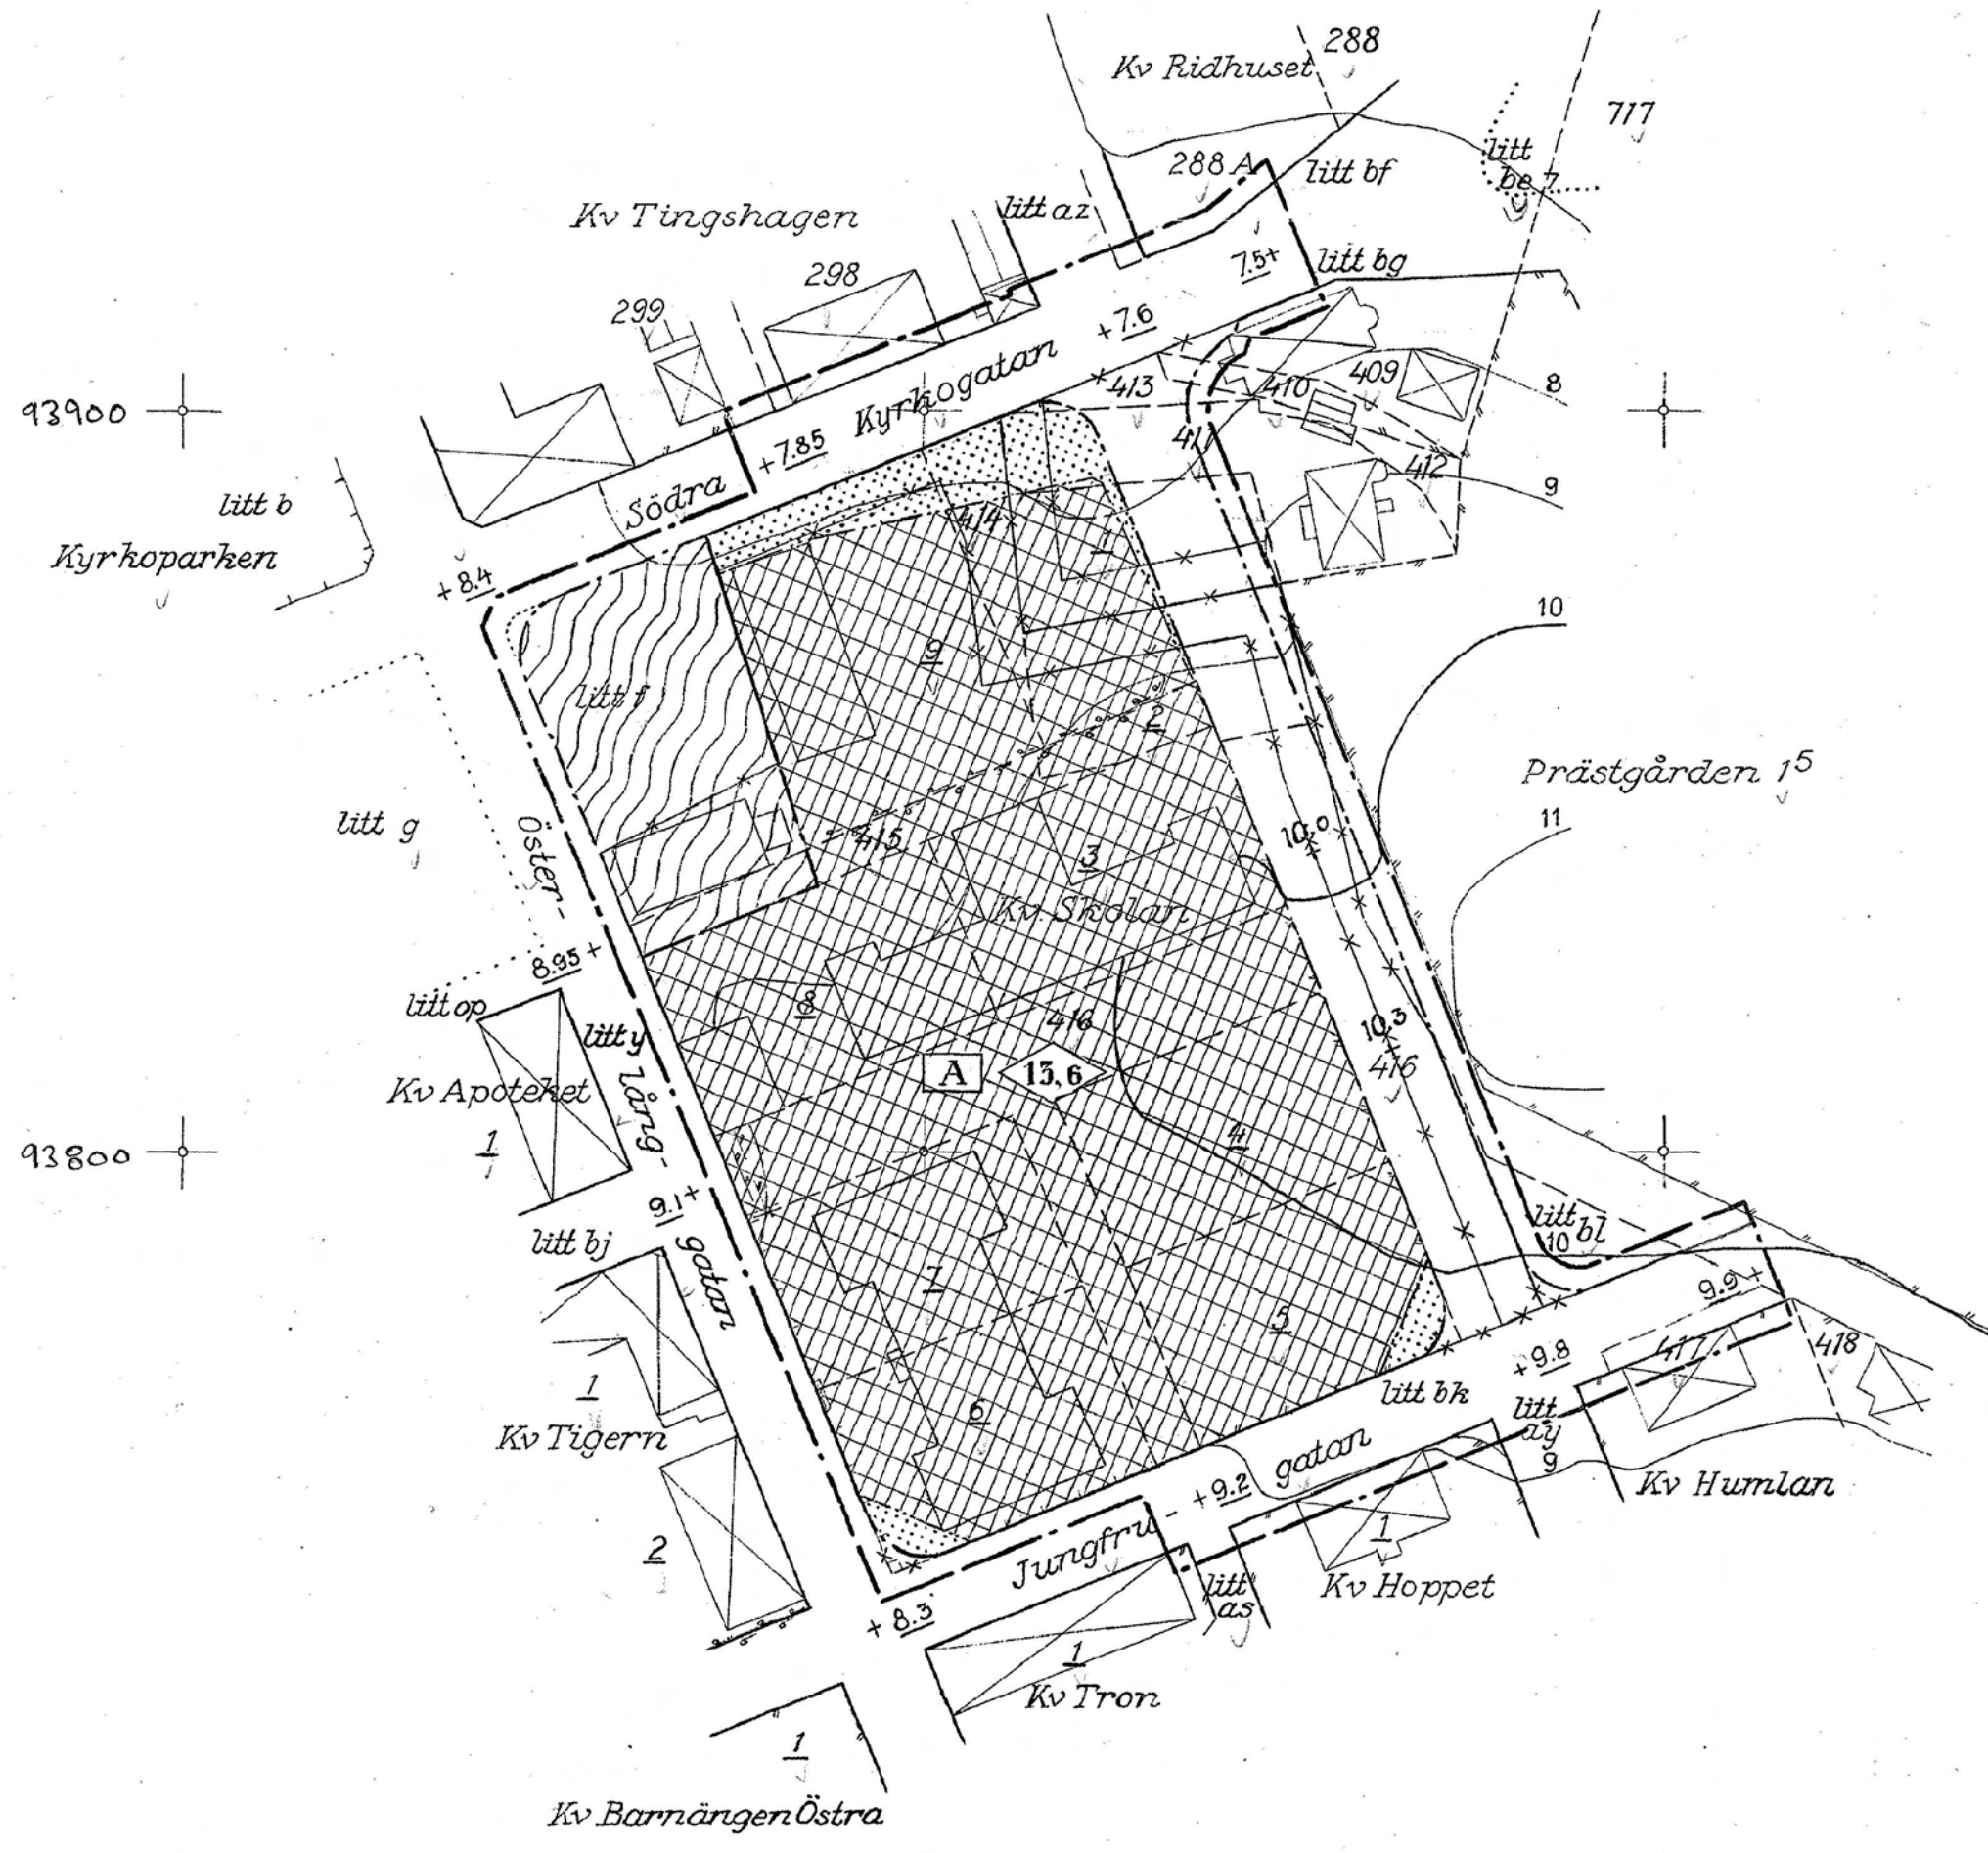 288
Kv Ridhuset
717
litt
be 7
288 A
litt bf
litt az
Kv Tingshagen
7.5+
litt bg
298
299
+7.6
Södra Kyrkogatan
+7.85
413
410
409
8
93900
411
412
9
litt b
Kyrkoparken
+8.4
414
1
10
9
litt f
2
Prästgården 1⁵
11
litt g
Öster-
415
3
10.0
Kv. Skolan
8.95+
litt op
8
litt y
416
10.3
416
A
13,6
Kv Apoteket
1
lång-
4
93800
9.1+
litt bj
gatan
litt bl
10
7
9.9+
5
417
418
+9.8
1
Kv Tigern
6
litt bk
litt
ay
9
gatan
Kv Humlan
+9.2
2
Jungfru-
1
Kv Hoppet
+8.3
litt
as
1
Kv Tron
1
Kv Barnängen Östra